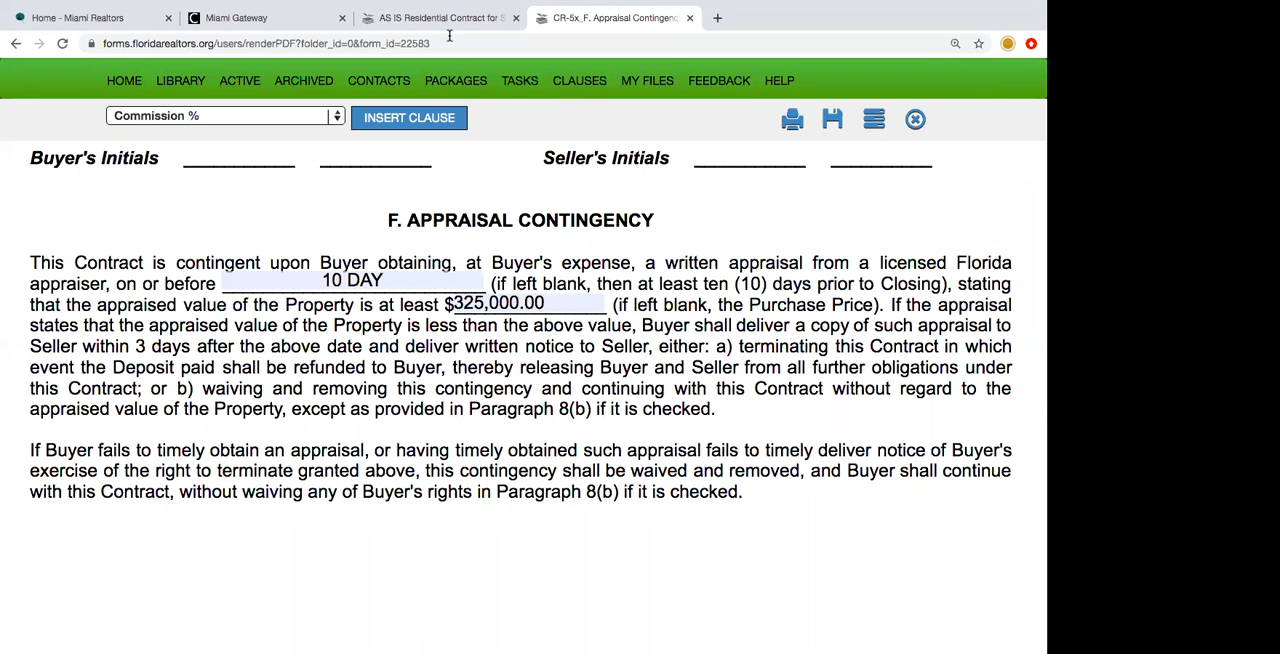 Home - Miami Realtors
Miami Gateway
AS IS Residential Contract for S
CR-5x_F. Appraisal Contingenc
forms.floridarealtors.org/users/renderPDF?folder_id=0&form_id=22583
HOME LIBRARY ACTIVE ARCHIVED CONTACTS PACKAGES TASKS CLAUSES MY FILES FEEDBACK HELP
Commission % INSERT CLAUSE
Buyer's Initials Seller's Initials
F. APPRAISAL CONTINGENCY
This Contract is contingent upon Buyer obtaining, at Buyer's expense, a written appraisal from a licensed Florida
appraiser, on or before 10 DAY (if left blank, then at least ten (10) days prior to Closing), stating
that the appraised value of the Property is at least $325,000.00 (if left blank, the Purchase Price). If the appraisal
states that the appraised value of the Property is less than the above value, Buyer shall deliver a copy of such appraisal to
Seller within 3 days after the above date and deliver written notice to Seller, either: a) terminating this Contract in which
event the Deposit paid shall be refunded to Buyer, thereby releasing Buyer and Seller from all further obligations under
this Contract; or b) waiving and removing this contingency and continuing with this Contract without regard to the
appraised value of the Property, except as provided in Paragraph 8(b) if it is checked.
If Buyer fails to timely obtain an appraisal, or having timely obtained such appraisal fails to timely deliver notice of Buyer's
exercise of the right to terminate granted above, this contingency shall be waived and removed, and Buyer shall continue
with this Contract, without waiving any of Buyer's rights in Paragraph 8(b) if it is checked.